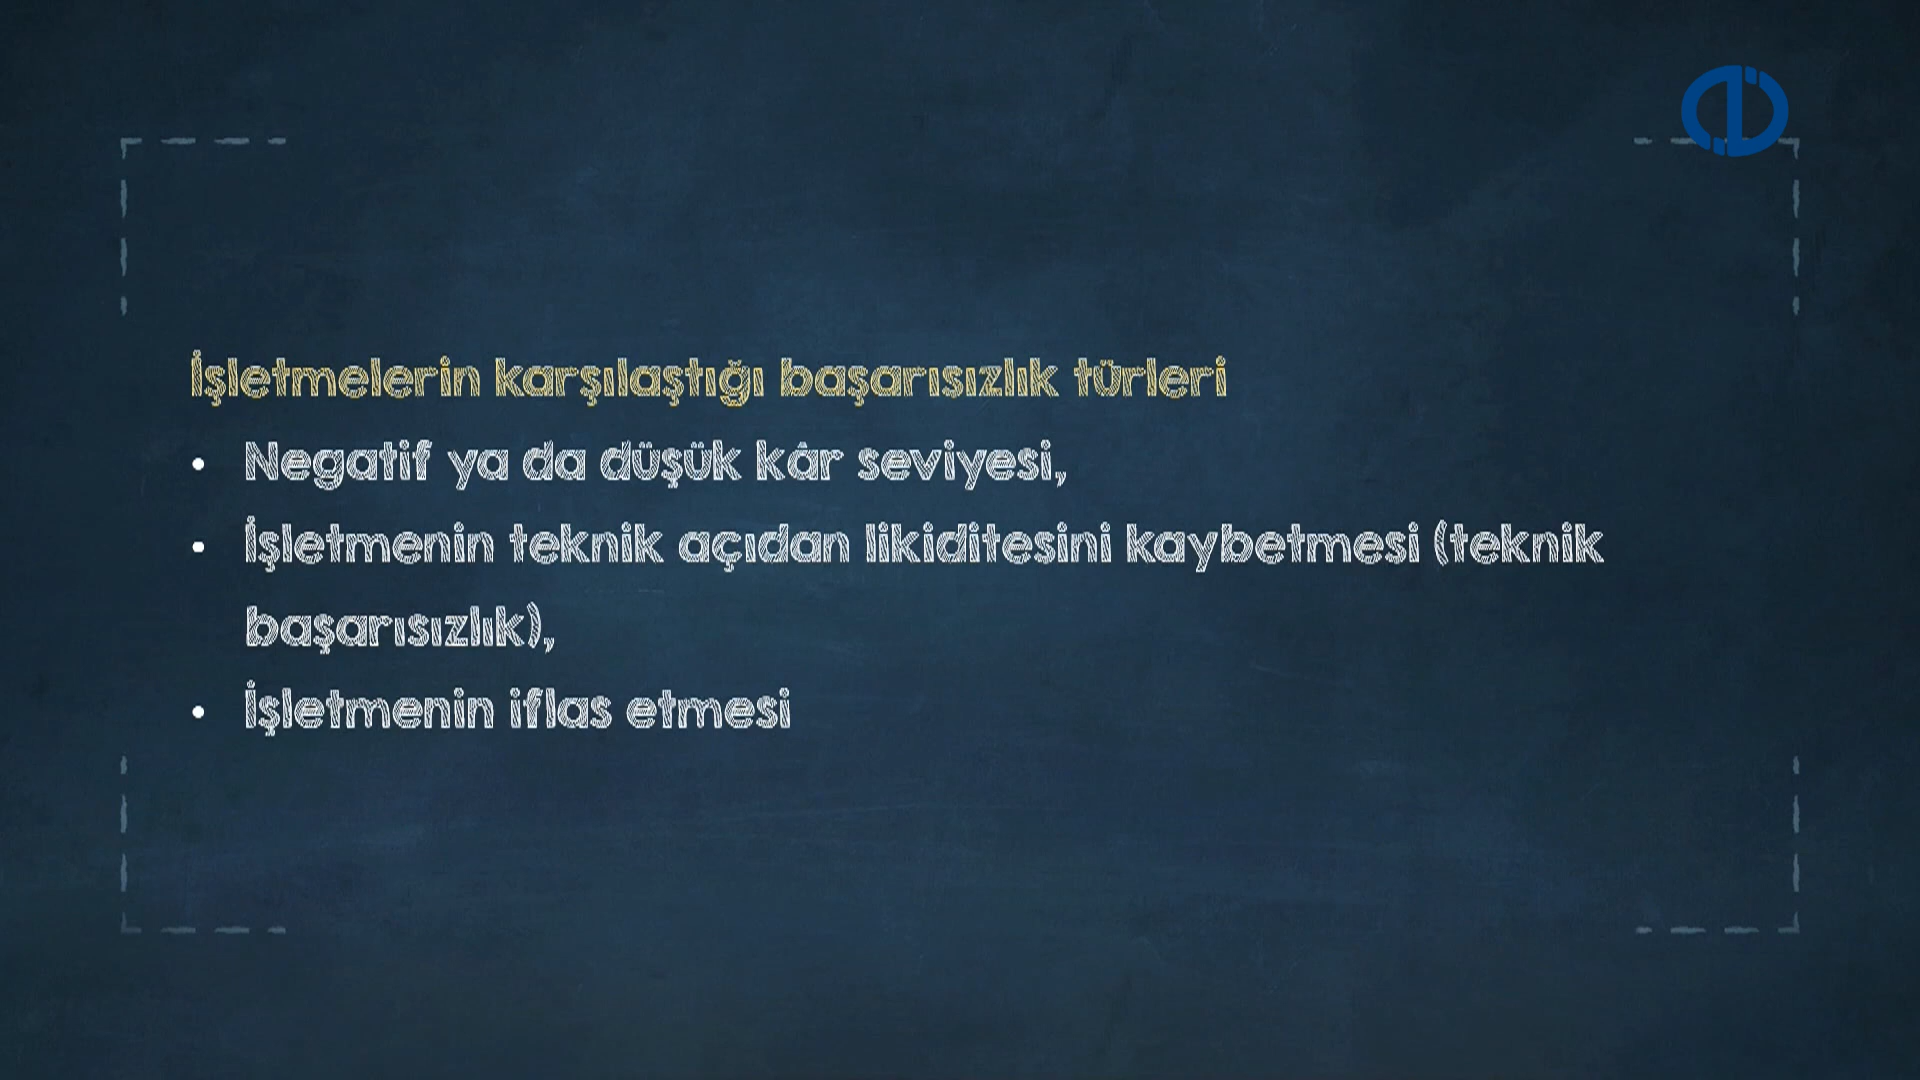 İşletmelerin karşılaştığı başarısızlık türleri
• Negatif ya da düşük kâr seviyesi,
• İşletmenin teknik açıdan likiditesini kaybetmesi (teknik
başarısızlık),
• İşletmenin iflas etmesi